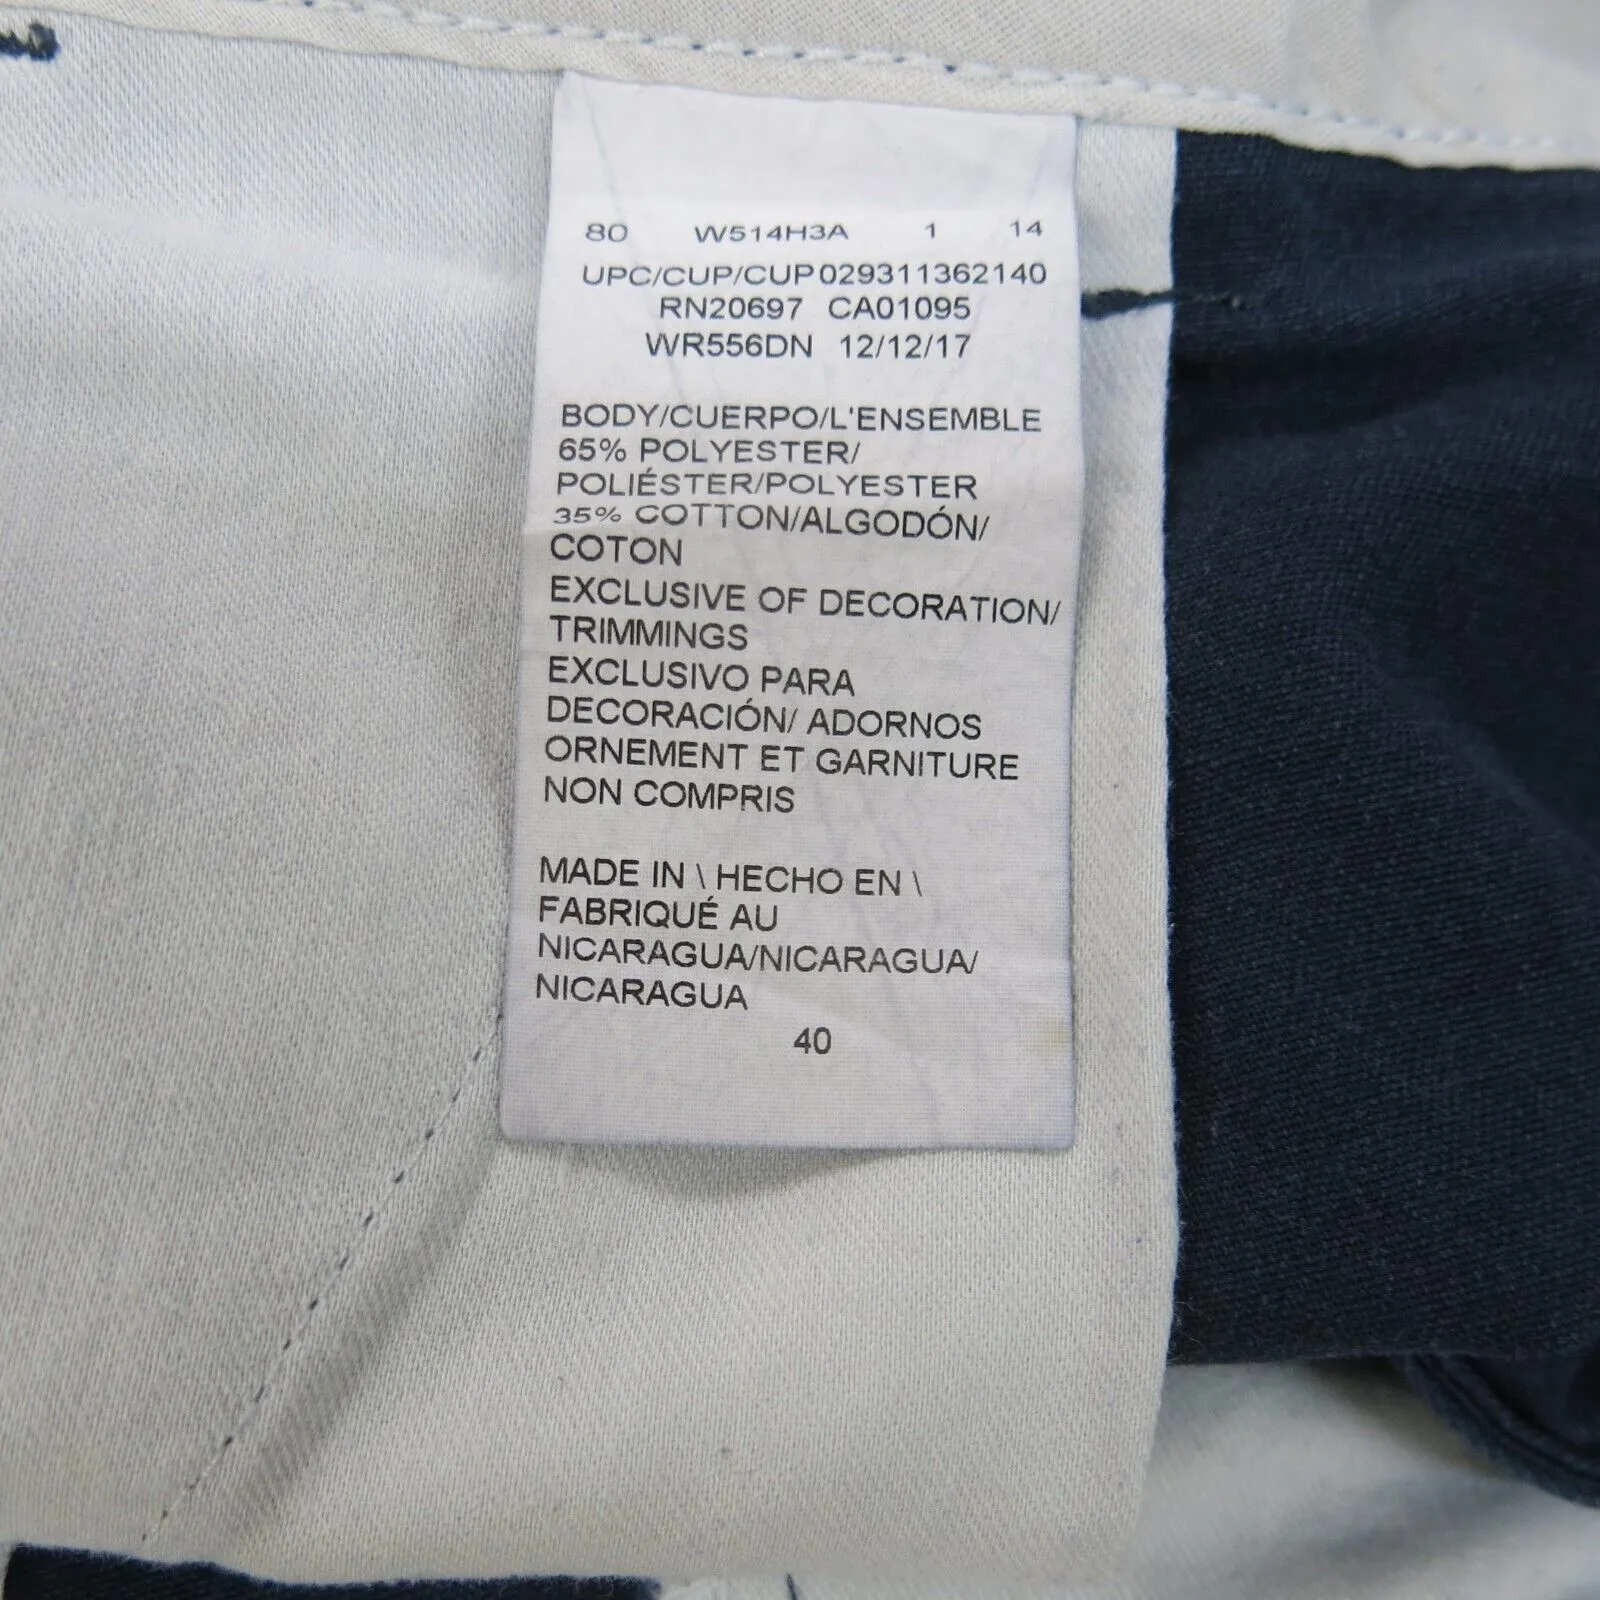 80 W514H3A 1 14
UPC/CUP/CUP029311362140
RN20697 CA01095
WR556DN 12/12/17
BODY/CUERPO/L'ENSEMBLE
65% POLYESTER/
POLIÉSTER/POLYESTER
35% COTTON/ALGODÓN/
COTON
EXCLUSIVE OF DECORATION/
TRIMMINGS
EXCLUSIVO PARA
DECORACIÓN/ ADORNOS
ORNEMENT ET GARNITURE
NON COMPRIS
MADE IN \ HECHO EN \
FABRIQUÉ AU
NICARAGUA/NICARAGUA/
NICARAGUA
40